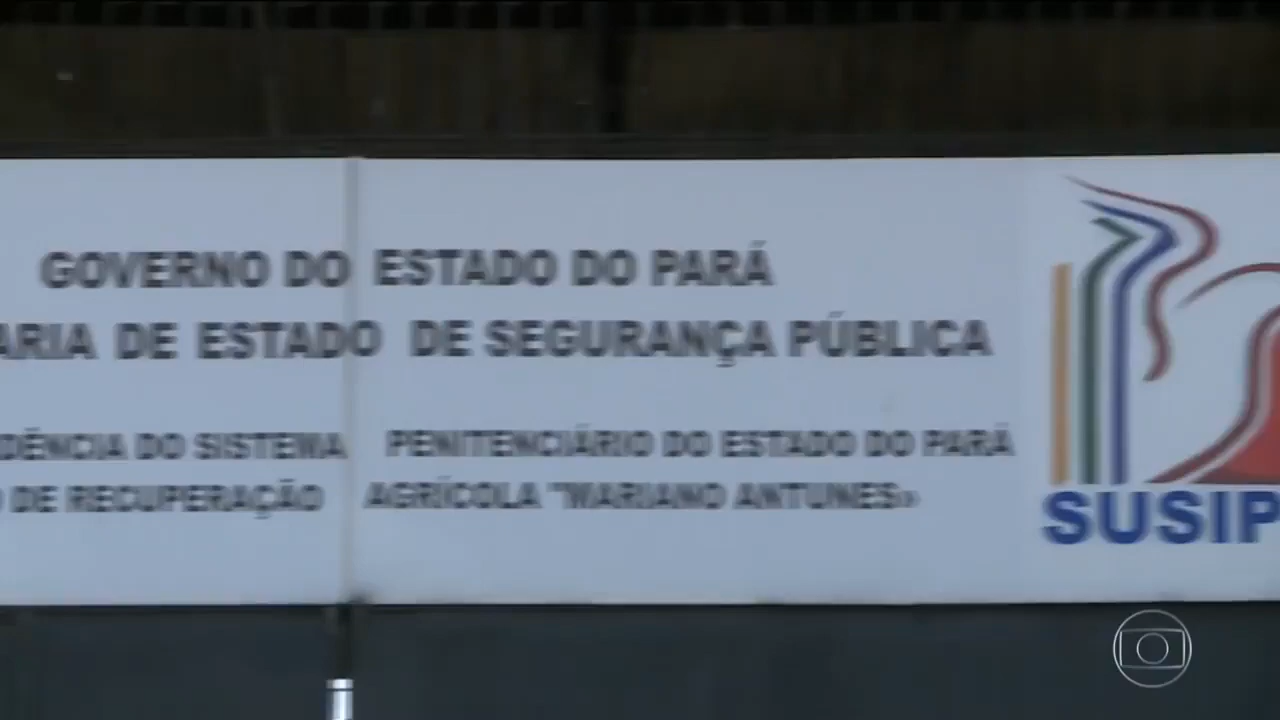 GOVERNO DO ESTADO DO PARÁ
ARIA DE ESTADO DE SEGURANÇA PÚBLICA
DÊNCIA DO SISTEMA PENITENCIÁRIO DO ESTADO DO PARÁ
DE RECUPERAÇÃO AGRÍCOLA "MARIANO ANTUNES"
SUSIP